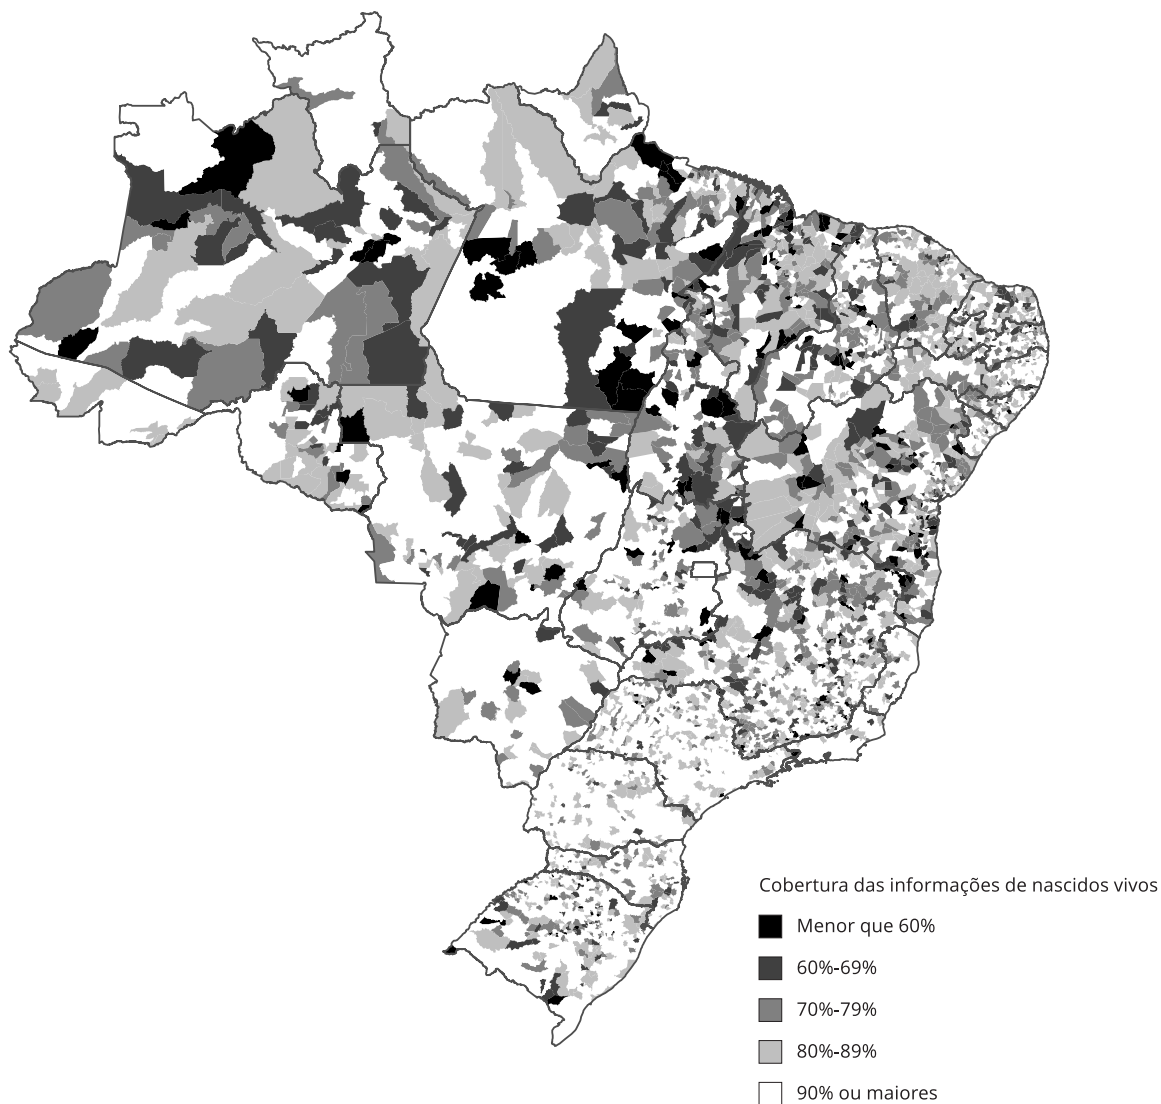 Cobertura das informações de nascidos vivos
Menor que 60%
60%-69%
70%-79%
80%-89%
90% ou maiores